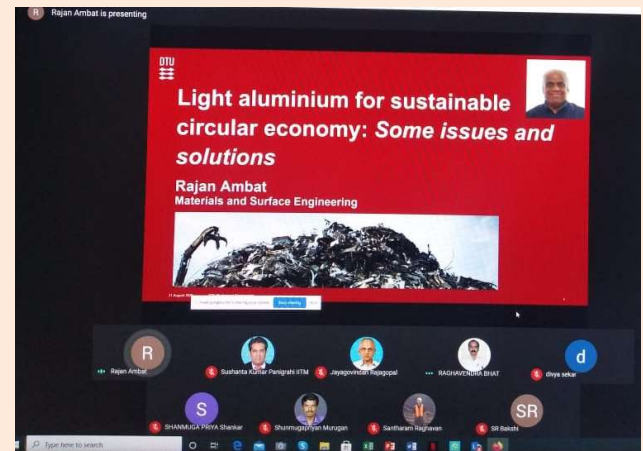 R Rajan Ambat is presenting
DTU
Light aluminium for sustainable
circular economy: Some issues and
solutions
Rajan Ambat
Materials and Surface Engineering
Stop sharing
R
d
Rajan Ambat
Sushanta Kumar Panigrahi IITM
Jayagovindan Rajagopal
RAGHAVENDRA BHAT
divya sekar
S
SR
SHANMUGA PRIYA Shankar
Shunmugapriyan Murugan
Santharam Raghavan
SR Bakshi
Type here to search